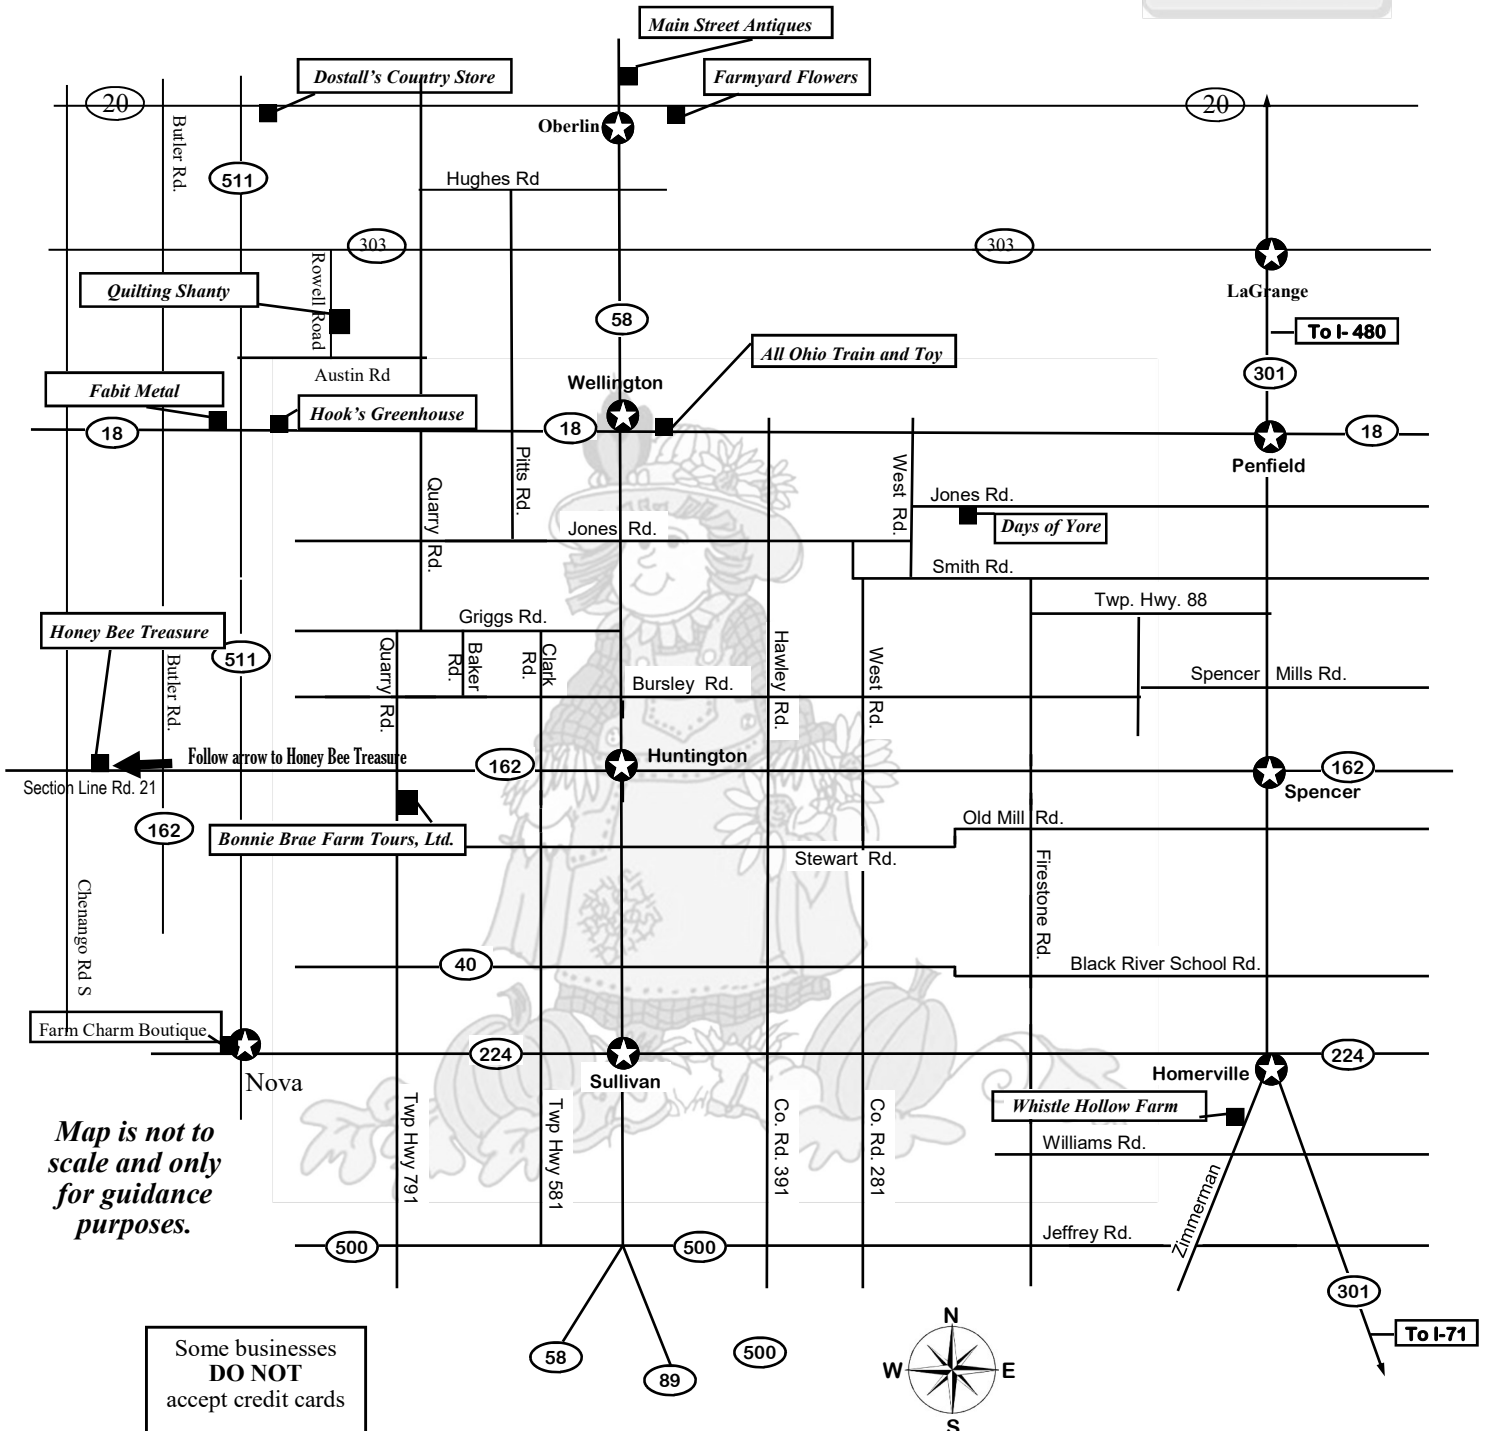 Main Street Antiques
Dostall's Country Store
Farmyard Flowers
20
20
Oberlin
Butler Rd.
511
Hughes Rd
303
303
Rowell Road
LaGrange
Quilting Shanty
58
To I- 480
All Ohio Train and Toy
Austin Rd
Wellington
301
Fabit Metal
Hook's Greenhouse
18
18
18
Penfield
Pitts Rd.
Quarry Rd.
West Rd.
Jones Rd.
Jones Rd.
Days of Yore
Smith Rd.
Twp. Hwy. 88
Griggs Rd.
Honey Bee Treasure
511
Butler Rd.
Quarry Rd.
Baker
Rd.
Clark
Rd.
Hawley Rd.
West Rd.
Bursley Rd.
Spencer Mills Rd.
Follow arrow to Honey Bee Treasure
162
Huntington
162
Section Line Rd. 21
Spencer
162
Old Mill Rd.
Bonnie Brae Farm Tours, Ltd.
Stewart Rd.
Firestone Rd.
Chenango Rd S
40
Black River School Rd.
Farm Charm Boutique
224
224
Nova
Sullivan
Homerville
Whistle Hollow Farm
Twp Hwy 791
Twp Hwy 581
Co. Rd. 391
Co. Rd. 281
Williams Rd.
Map is not to
scale and only
for guidance
purposes.
Zimmerman
500
500
Jeffrey Rd.
301
To I-71
58
89
500
N
W
E
S
Some businesses
DO NOT
accept credit cards